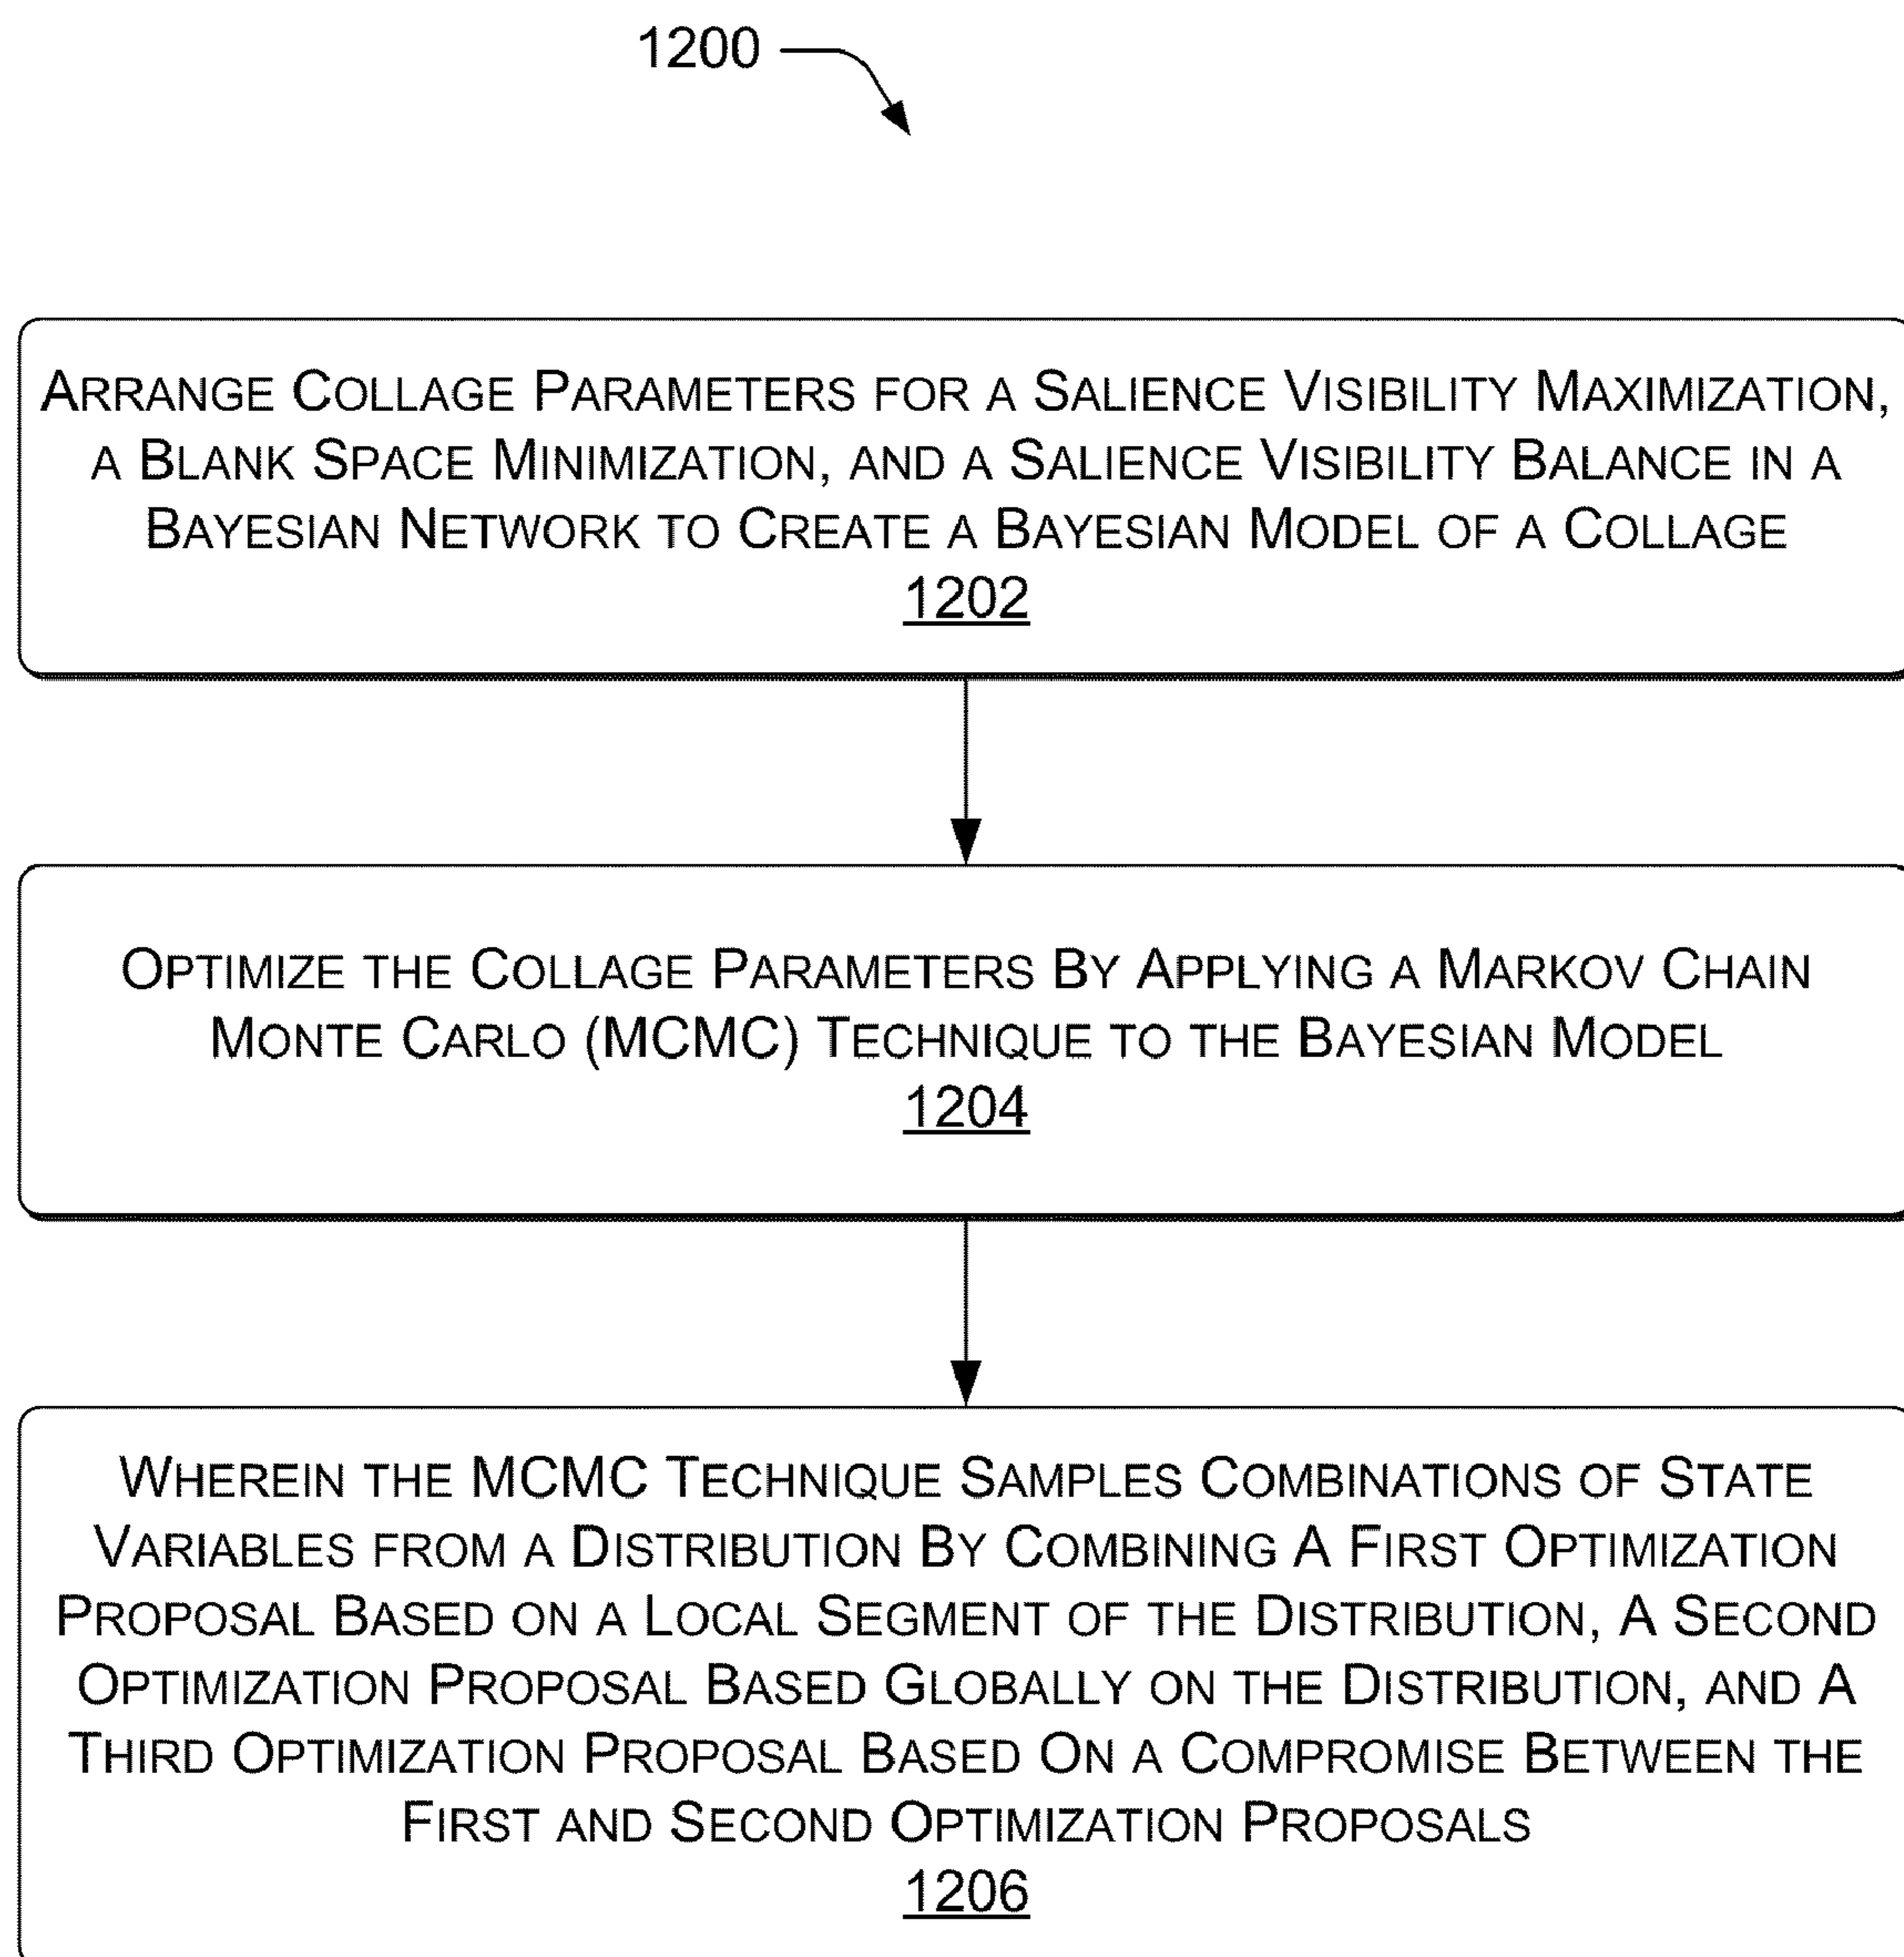 1200
ARRANGE COLLAGE PARAMETERS FOR A SALIENCE VISIBILITY MAXIMIZATION,
A BLANK SPACE MINIMIZATION, AND A SALIENCE VISIBILITY BALANCE IN A
BAYESIAN NETWORK TO CREATE A BAYESIAN MODEL OF A COLLAGE
1202
OPTIMIZE THE COLLAGE PARAMETERS BY APPLYING A MARKOV CHAIN
MONTE CARLO (MCMC) TECHNIQUE TO THE BAYESIAN MODEL
1204
WHEREIN THE MCMC TECHNIQUE SAMPLES COMBINATIONS OF STATE
VARIABLES FROM A DISTRIBUTION BY COMBINING A FIRST OPTIMIZATION
PROPOSAL BASED ON A LOCAL SEGMENT OF THE DISTRIBUTION, A SECOND
OPTIMIZATION PROPOSAL BASED GLOBALLY ON THE DISTRIBUTION, AND A
THIRD OPTIMIZATION PROPOSAL BASED ON A COMPROMISE BETWEEN THE
FIRST AND SECOND OPTIMIZATION PROPOSALS
1206